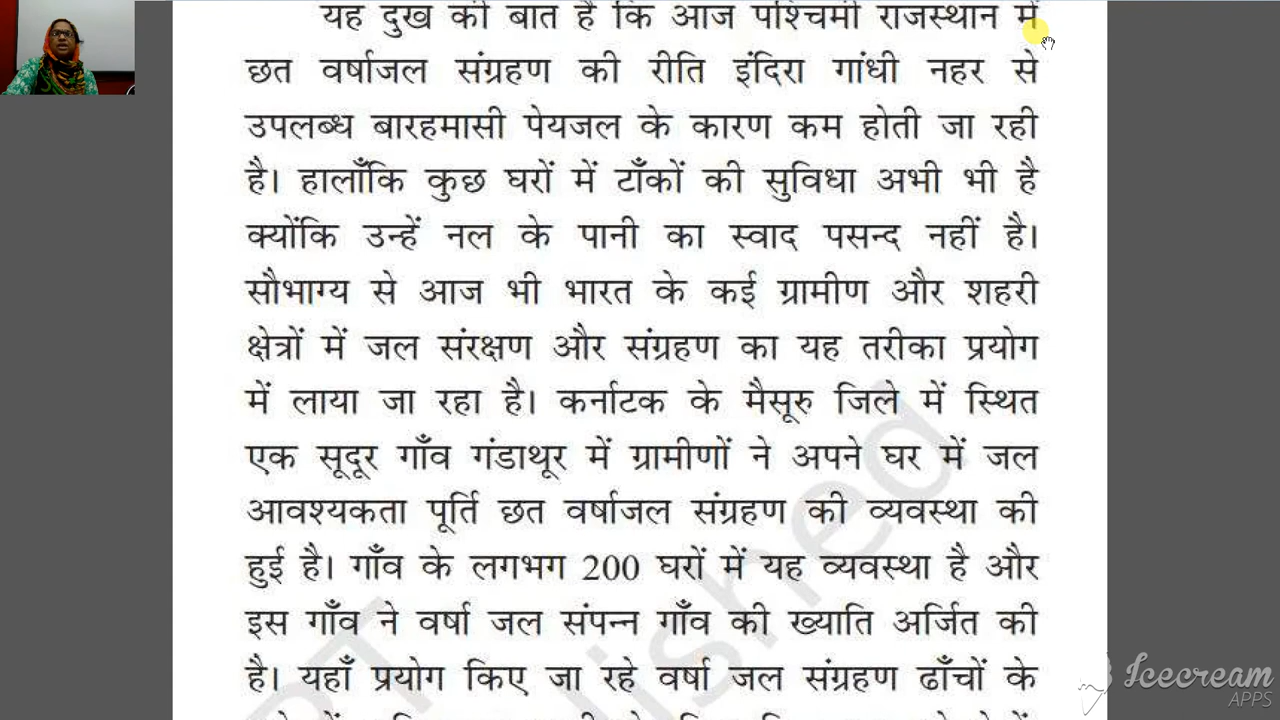 यह दुख की बात है कि आज पश्चिमी राजस्थान में
छत वर्षाजल संग्रहण की रीति इंदिरा गांधी नहर से
उपलब्ध बारहमासी पेयजल के कारण कम होती जा रही
है। हालाँकि कुछ घरों में टाँकों की सुविधा अभी भी है
क्योंकि उन्हें नल के पानी का स्वाद पसन्द नहीं है।
सौभाग्य से आज भी भारत के कई ग्रामीण और शहरी
क्षेत्रों में जल संरक्षण और संग्रहण का यह तरीका प्रयोग
में लाया जा रहा है। कर्नाटक के मैसूरु जिले में स्थित
एक सूदूर गाँव गंडाथूर में ग्रामीणों ने अपने घर में जल
आवश्यकता पूर्ति छत वर्षाजल संग्रहण की व्यवस्था की
हुई है। गाँव के लगभग 200 घरों में यह व्यवस्था है और
इस गाँव ने वर्षा जल संपन्न गाँव की ख्याति अर्जित की
है। यहाँ प्रयोग किए जा रहे वर्षा जल संग्रहण ढाँचों के
Icecream
APPS